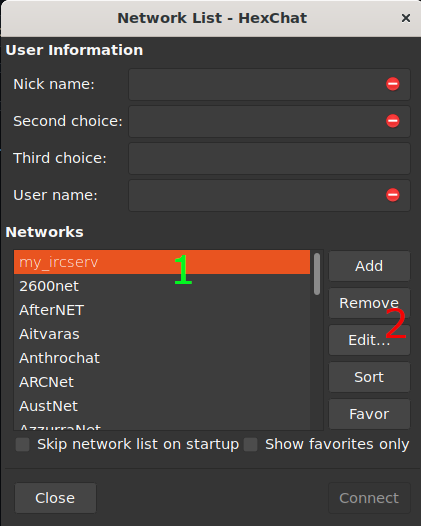 Network List - HexChat
User Information
Nick name:
Second choice:
Third choice:
User name:
Networks
my_ircserv
1
Add
2600net
Remove
AfterNET
2
Aitvaras
Edit...
Anthrochat
ARCNet
Sort
AustNet
Favor
AzzurraNet
Skip network list on startup
Show favorites only
Close
Connect